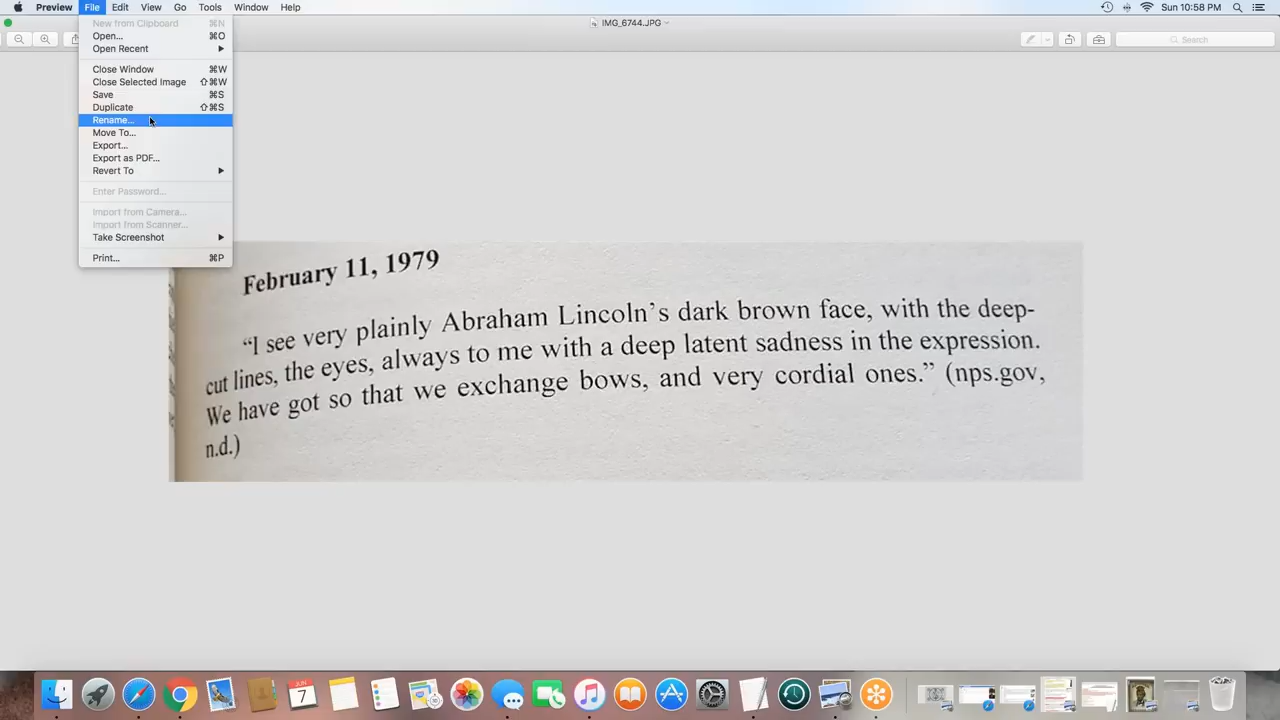 Preview File Edit View Go Tools Window Help Sun 10:58 PM
IMG_6744.JPG
Search
New from Clipboard ⌘N
Open... ⌘O
Open Recent
Close Window ⌘W
Close Selected Image ⇧⌘W
Save ⌘S
Duplicate ⇧⌘S
Rename...
Move To...
Export...
Export as PDF...
Revert To
Enter Password...
Import from Camera...
Import from Scanner...
Take Screenshot
Print... ⌘P
February 11, 1979
“I see very plainly Abraham Lincoln’s dark brown face, with the deep-
cut lines, the eyes, always to me with a deep latent sadness in the expression.
We have got so that we exchange bows, and very cordial ones.” (nps.gov,
n.d.)
JUN
7